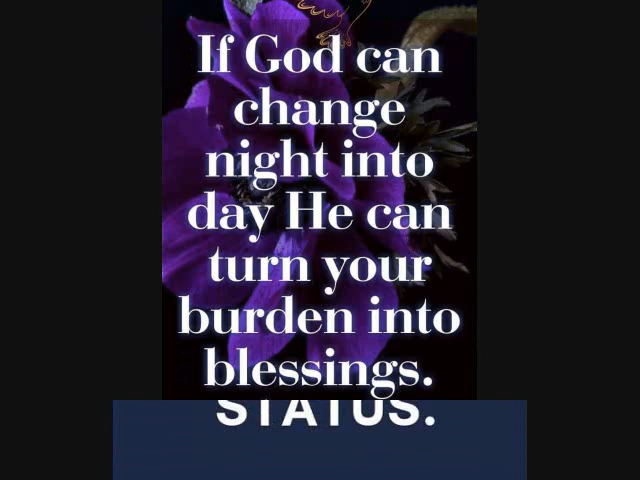 If God can
change
night into
day He can
turn your
burden into
blessings.
STATUS.